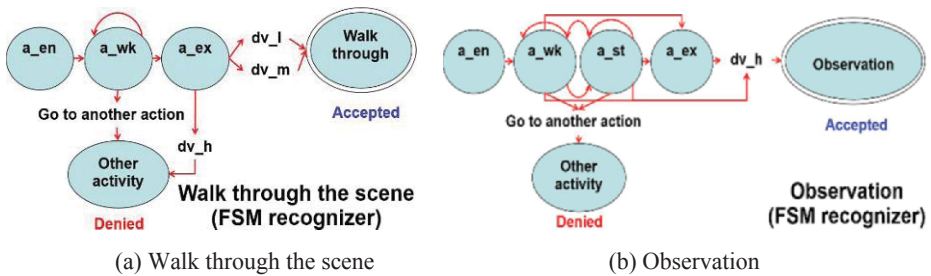 a_en
a_wk
a_ex
dv_l
dv_m
Walk
through
Go to another action
Accepted
dv_h
Other
activity
Walk through the scene
(FSM recognizer)
Denied
(a) Walk through the scene
a_en
a_wk
a_st
a_ex
dv_h
Observation
Go to another action
Accepted
Other
activity
Observation
(FSM recognizer)
Denied
(b) Observation